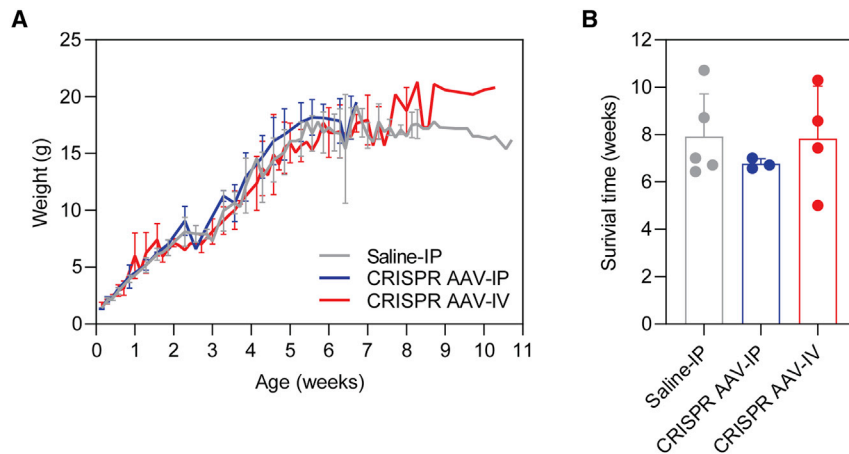 A
Weight (g)
25
20
15
10
5
0
Saline-IP
CRISPR AAV-IP
CRISPR AAV-IV
0 1 2 3 4 5 6 7 8 9 10 11
Age (weeks)
B
Surivial time (weeks)
12
10
8
6
4
2
0
Saline-IP
CRISPR AAV-IP
CRISPR AAV-IV